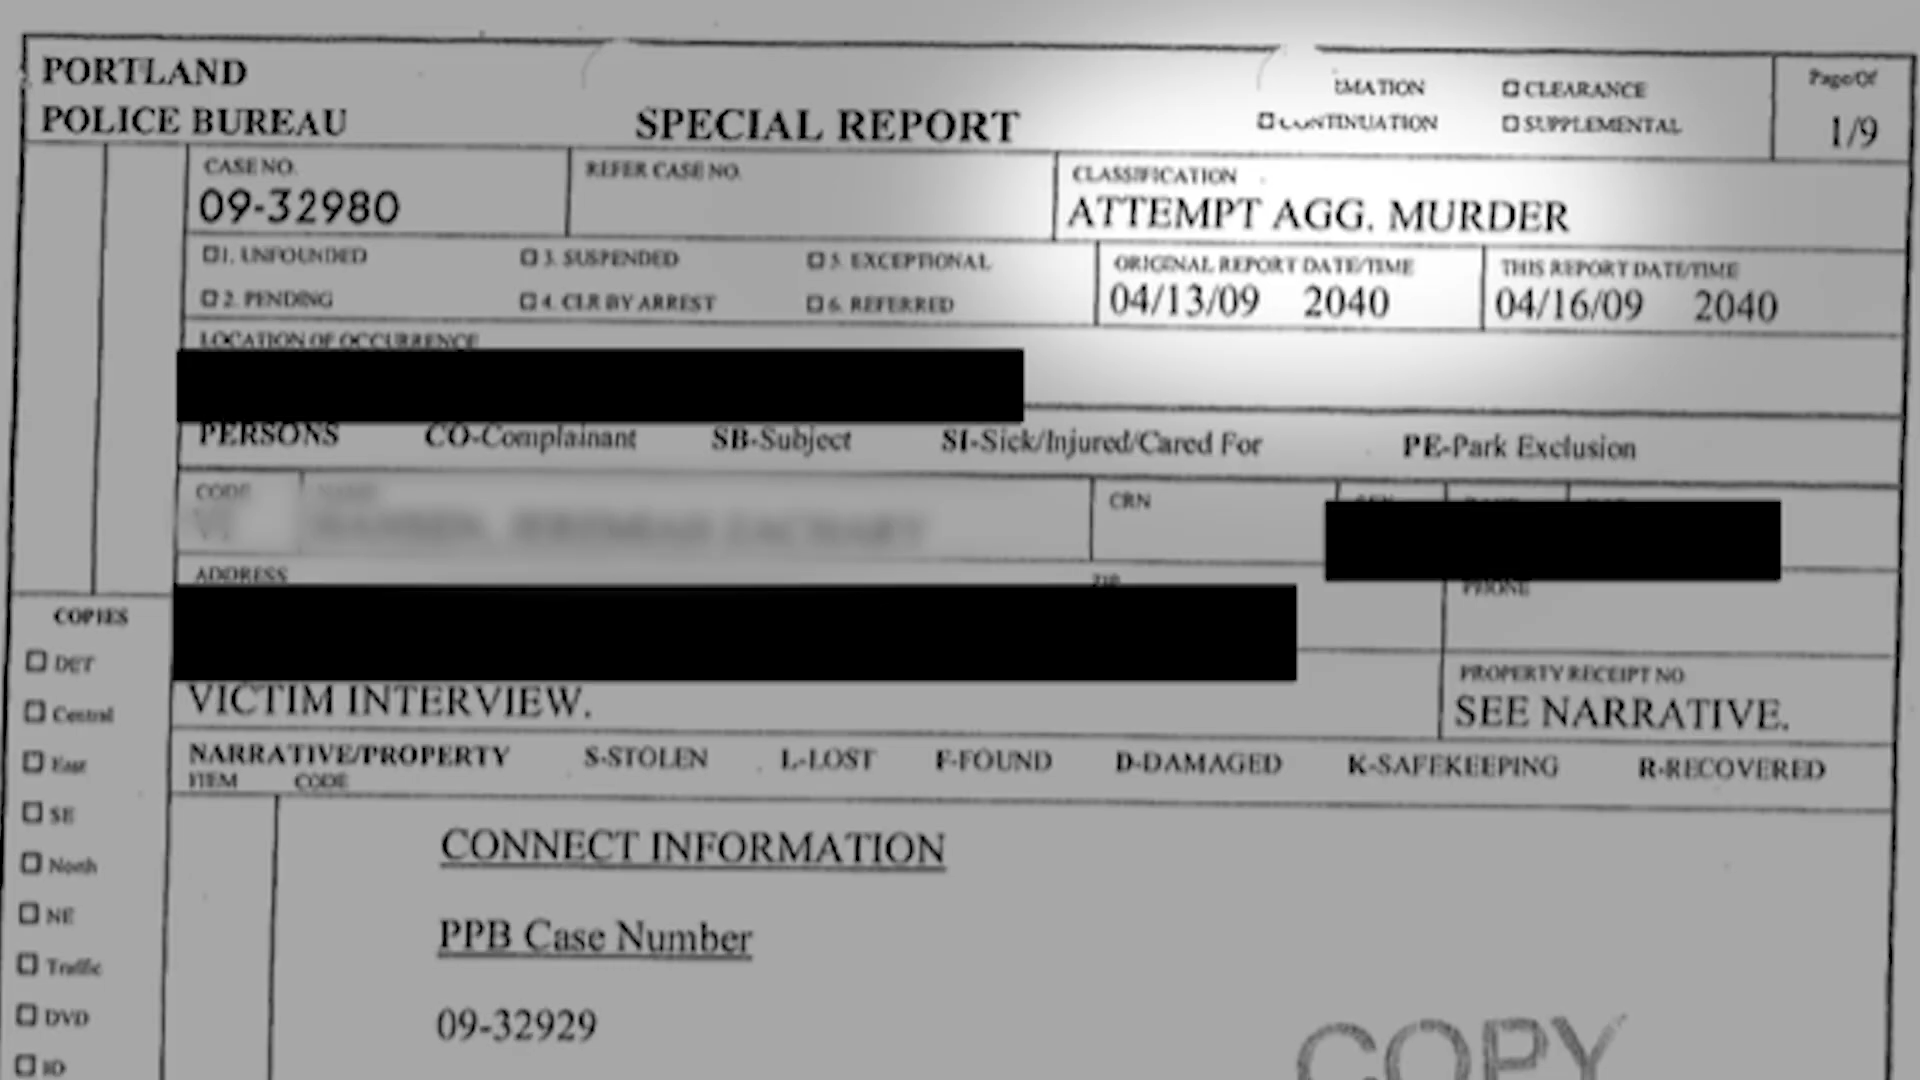 PORTLAND
POLICE BUREAU
SPECIAL REPORT
CONTINUATION
CLEARANCE
SUPPLEMENTAL
Page/Of
1/9
CASE NO.
09-32980
REFER CASE NO.
CLASSIFICATION
ATTEMPT AGG. MURDER
1. UNFOUNDED
3. SUSPENDED
5. EXCEPTIONAL
2. PENDING
4. CLR BY ARREST
6. REFERRED
ORIGINAL REPORT DATE/TIME
04/13/09 2040
THIS REPORT DATE/TIME
04/16/09 2040
LOCATION OF OCCURRENCE
PERSONS CO-Complainant SB-Subject SI-Sick/Injured/Cared For PE-Park Exclusion
CODE
CRN
ADDRESS
ZIP
PHONE
VICTIM INTERVIEW.
PROPERTY RECEIPT NO
SEE NARRATIVE.
NARRATIVE/PROPERTY S-STOLEN L-LOST F-FOUND D-DAMAGED K-SAFEKEEPING R-RECOVERED
ITEM CODE
COPIES
DET
Central
East
SE
North
NE
Traffic
DVD
ID
CONNECT INFORMATION
PPB Case Number
09-32929
COPY